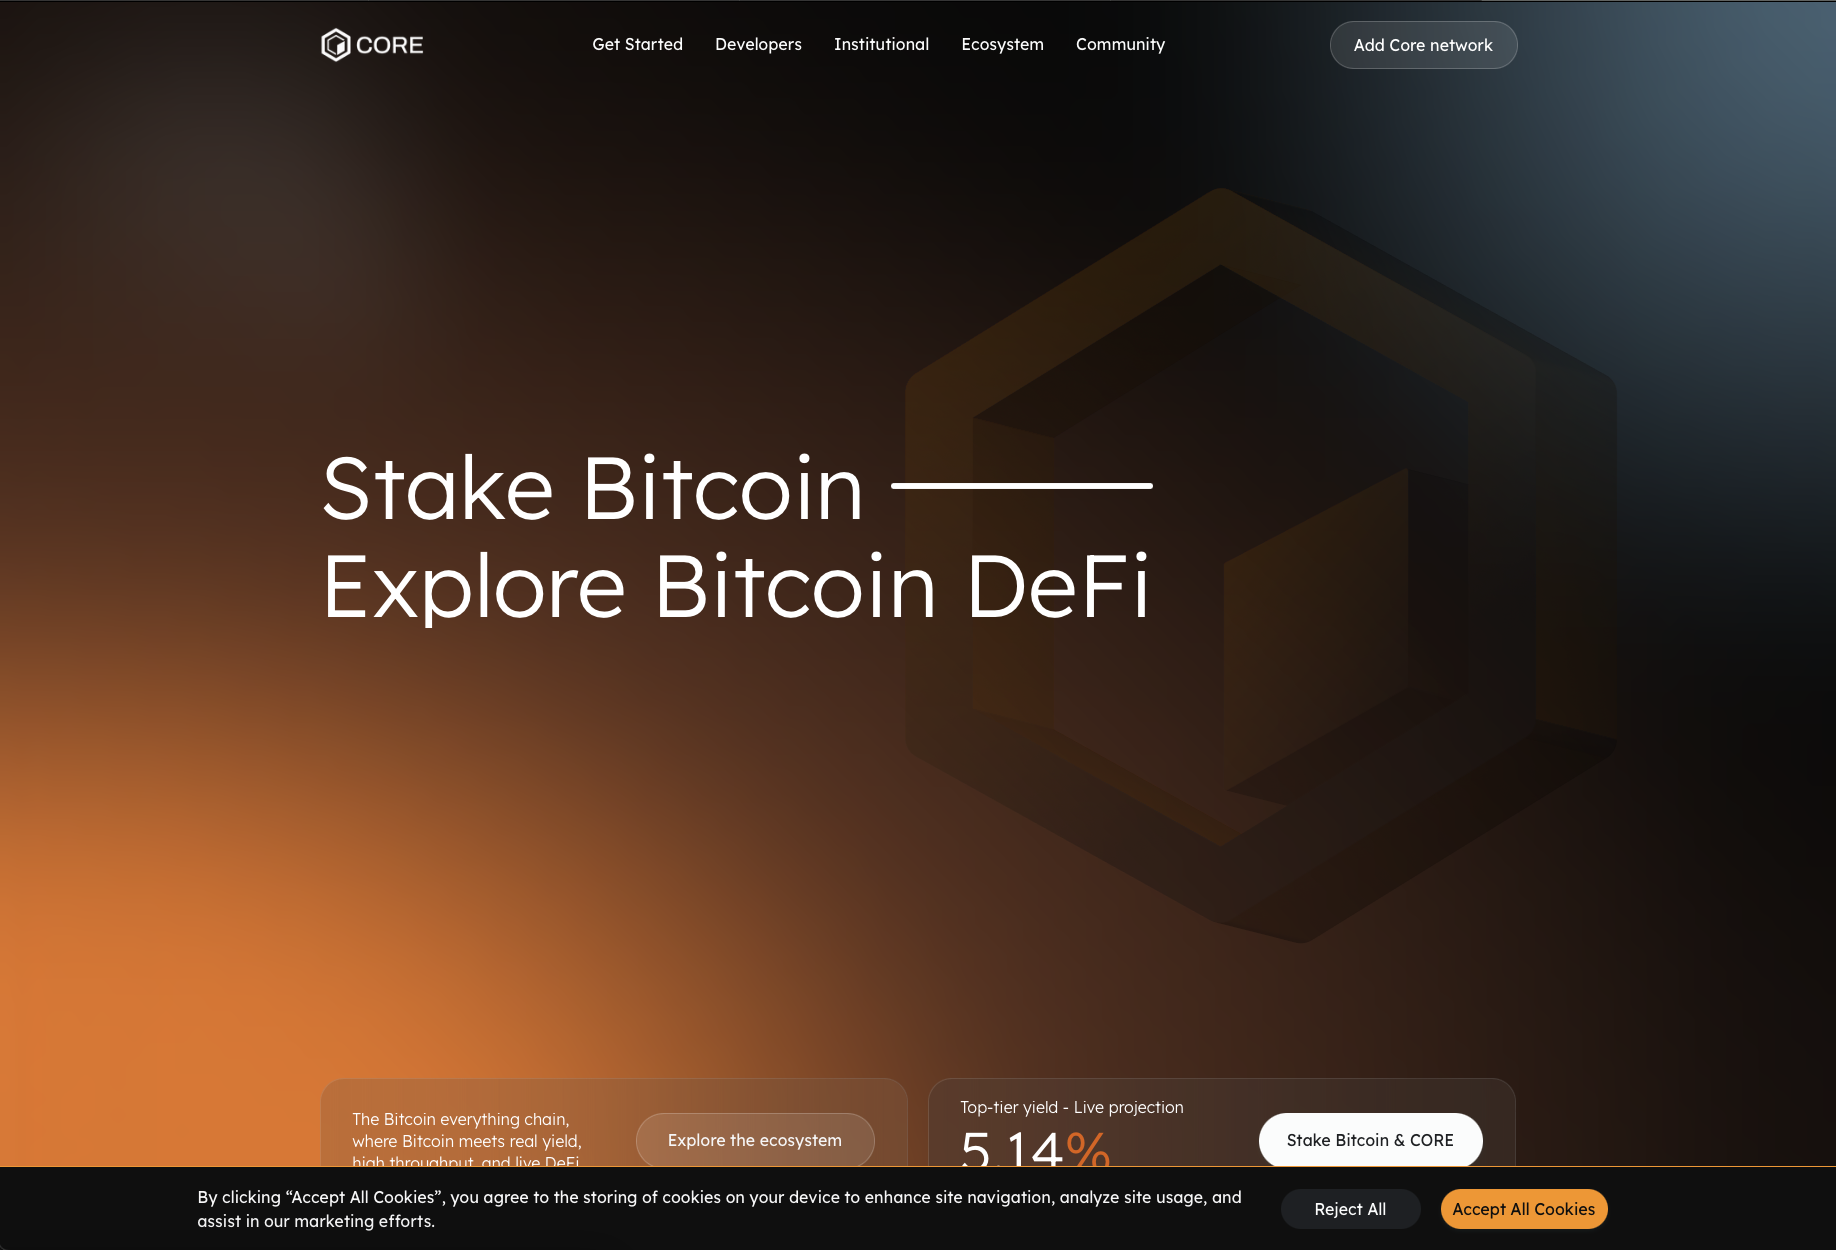 CORE
Get Started
Developers
Institutional
Ecosystem
Community
Add Core network
Stake Bitcoin
Explore Bitcoin DeFi
The Bitcoin everything chain,
where Bitcoin meets real yield,
high throughput, and live DeFi
Explore the ecosystem
Top-tier yield - Live projection
5.14%
Stake Bitcoin & CORE
By clicking “Accept All Cookies”, you agree to the storing of cookies on your device to enhance site navigation, analyze site usage, and
assist in our marketing efforts.
Reject All
Accept All Cookies